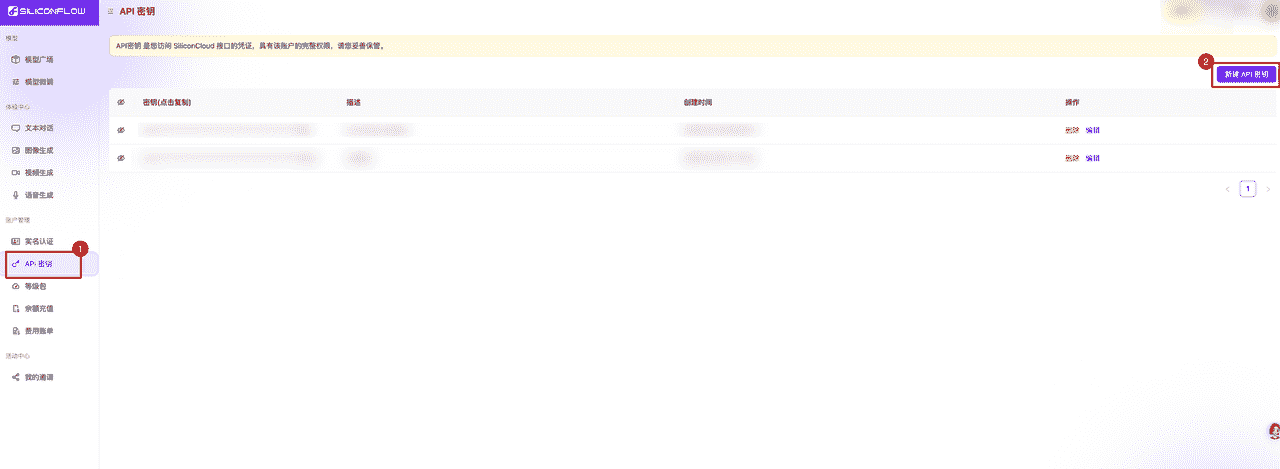 SILICONFLOW
模型
模型广场
模型微调
体验中心
文本对话
图像生成
视频生成
语音生成
账户管理
实名认证
API 密钥
1
等级包
余额充值
费用账单
活动中心
我的邀请
API 密钥
API密钥 是您访问 SiliconCloud 接口的凭证，具有该账户的完整权限，请您妥善保管。
2
新建 API 密钥
密钥(点击复制) 描述 创建时间 操作
删除 编辑
删除 编辑
1